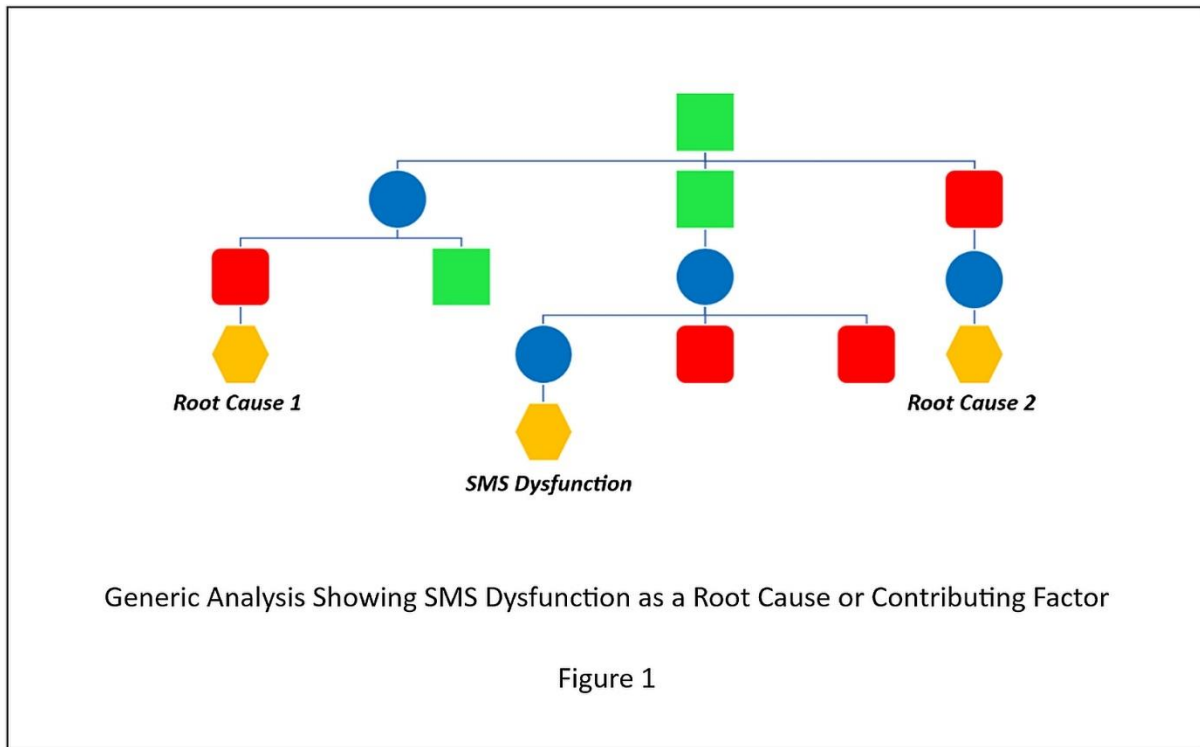 Root Cause 1
Root Cause 2
SMS Dysfunction
Generic Analysis Showing SMS Dysfunction as a Root Cause or Contributing Factor
Figure 1